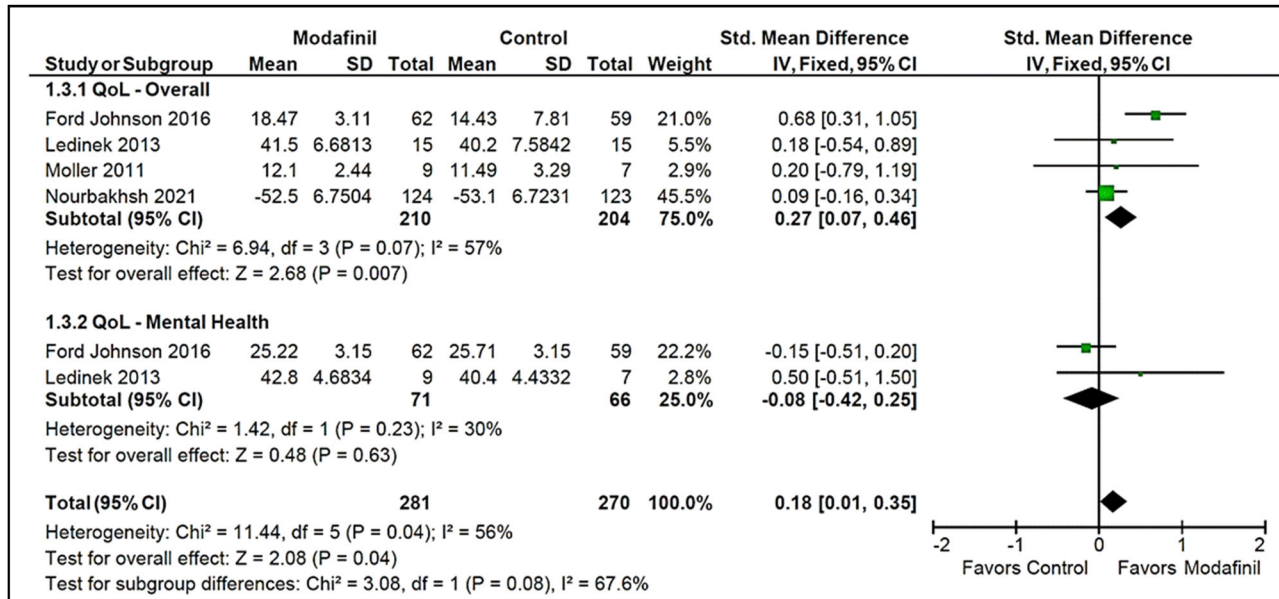 Modafinil Control Std. Mean Difference Std. Mean Difference
Study or Subgroup Mean SD Total Mean SD Total Weight IV, Fixed, 95% CI IV, Fixed, 95% CI
1.3.1 QoL - Overall
Ford Johnson 2016 18.47 3.11 62 14.43 7.81 59 21.0% 0.68 [0.31, 1.05]
Ledinek 2013 41.5 6.6813 15 40.2 7.5842 15 5.5% 0.18 [-0.54, 0.89]
Moller 2011 12.1 2.44 9 11.49 3.29 7 2.9% 0.20 [-0.79, 1.19]
Nourbakhsh 2021 -52.5 6.7504 124 -53.1 6.7231 123 45.5% 0.09 [-0.16, 0.34]
Subtotal (95% CI) 210 204 75.0% 0.27 [0.07, 0.46]
Heterogeneity: Chi² = 6.94, df = 3 (P = 0.07); I² = 57%
Test for overall effect: Z = 2.68 (P = 0.007)
1.3.2 QoL - Mental Health
Ford Johnson 2016 25.22 3.15 62 25.71 3.15 59 22.2% -0.15 [-0.51, 0.20]
Ledinek 2013 42.8 4.6834 9 40.4 4.4332 7 2.8% 0.50 [-0.51, 1.50]
Subtotal (95% CI) 71 66 25.0% -0.08 [-0.42, 0.25]
Heterogeneity: Chi² = 1.42, df = 1 (P = 0.23); I² = 30%
Test for overall effect: Z = 0.48 (P = 0.63)
Total (95% CI) 281 270 100.0% 0.18 [0.01, 0.35]
Heterogeneity: Chi² = 11.44, df = 5 (P = 0.04); I² = 56%
Test for overall effect: Z = 2.08 (P = 0.04)
Test for subgroup differences: Chi² = 3.08, df = 1 (P = 0.08), I² = 67.6%
-2 -1 0 1 2
Favors Control Favors Modafinil